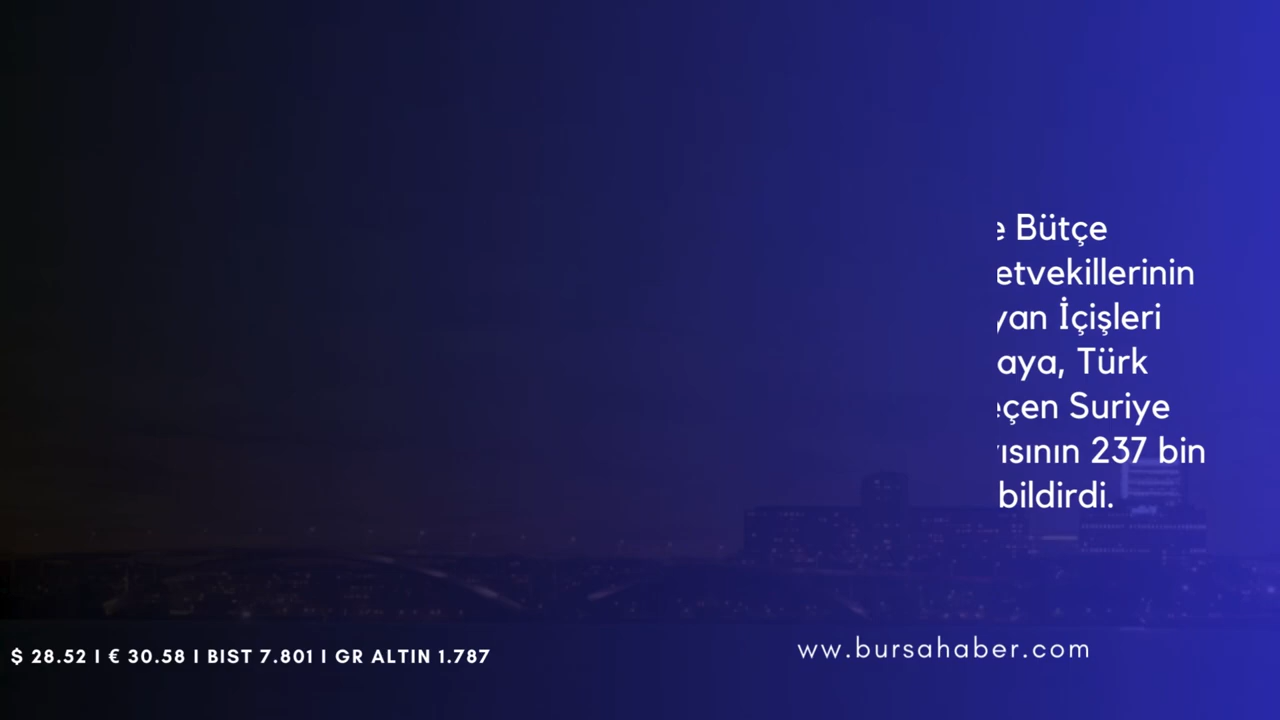 e Bütçe
etvekillerinin
yan İçişleri
aya, Türk
eçen Suriye
ısının 237 bin
bildirdi.
$ 28.52 I € 30.58 I BIST 7.801 I GR ALTIN 1.787
ww.bursahaber.com